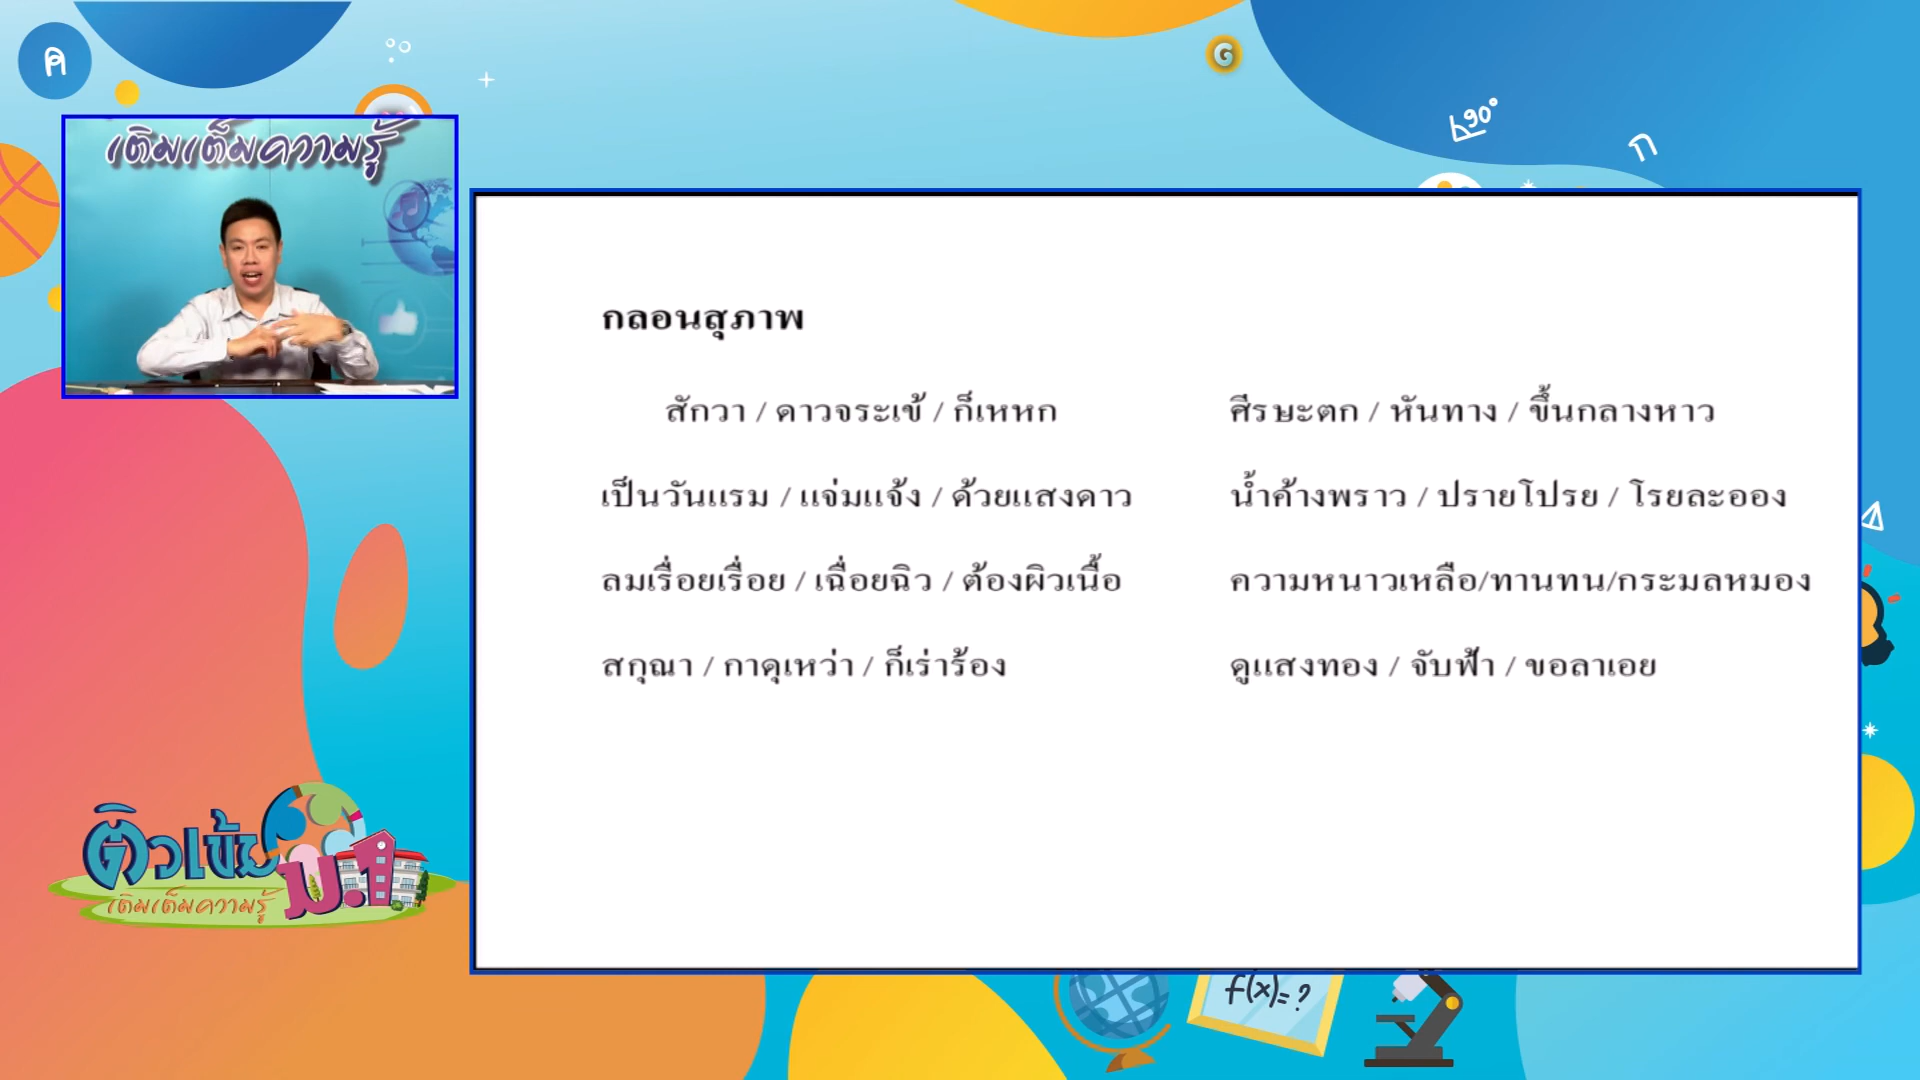 ค
G
90°
ก
เติมเต็มความรู้
กลอนสุภาพ
สักวา / ดาวจระเข้ / ก็เหหก ศีรษะตก / หันทาง / ขึ้นกลางหาว
เป็นวันแรม / แจ่มแจ้ง / ด้วยแสงดาว น้ำค้างพราว / ปรายโปรย / โรยละออง
ลมเรื่อยเรื่อย / เฉื่อยฉิว / ต้องผิวเนื้อ ความหนาวเหลือ/ทานทน/กระมลหมอง
สกุณา / กาดุเหว่า / ก็เร่าร้อง ดูแสงทอง / จับฟ้า / ขอลาเอย
ติวเข้ม
ม.1
เติมเต็มความรู้
f(x)=?